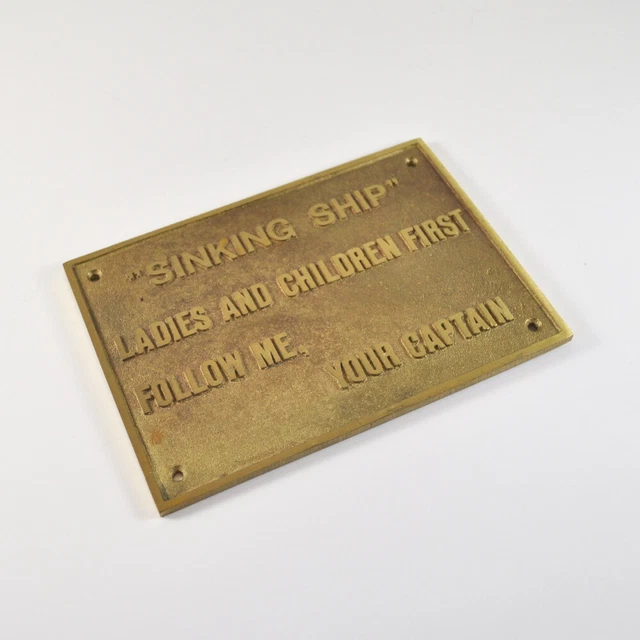 "SINKING SHIP"
LADIES AND CHILDREN FIRST
FOLLOW ME, YOUR CAPTAIN